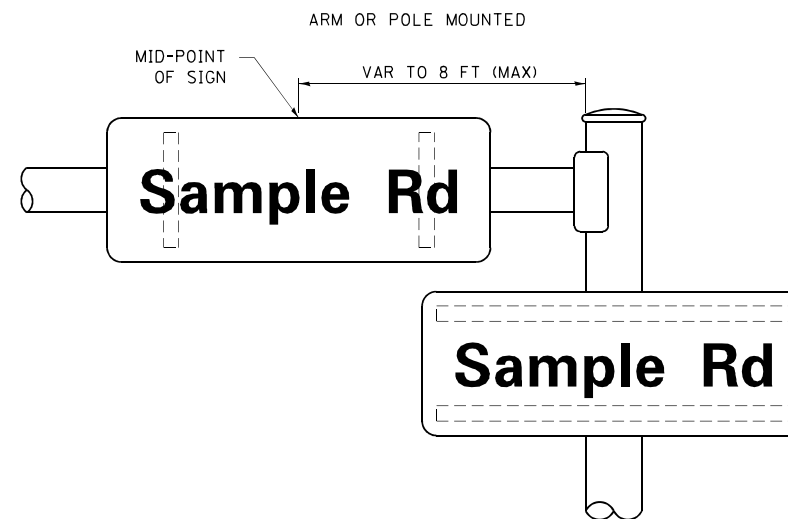 ARM OR POLE MOUNTED
MID-POINT
OF SIGN
VAR TO 8 FT (MAX)
Sample Rd
Sample Rd